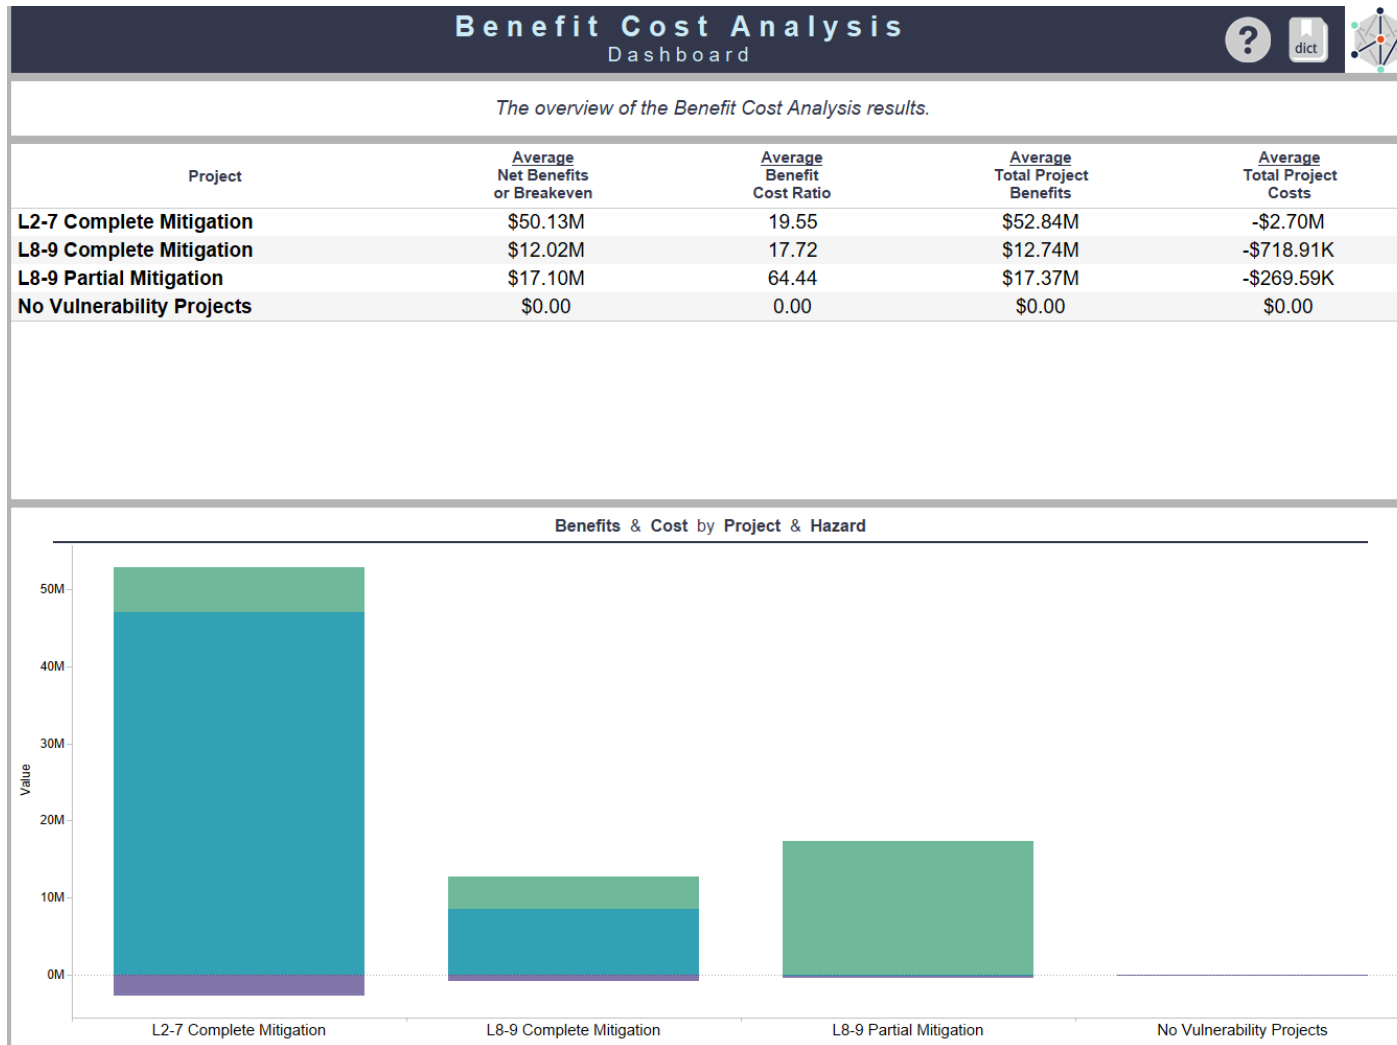 Benefit Cost Analysis
Dashboard
?
dict
The overview of the Benefit Cost Analysis results.
Project
Average
Net Benefits
or Breakeven
Average
Benefit
Cost Ratio
Average
Total Project
Benefits
Average
Total Project
Costs
L2-7 Complete Mitigation $50.13M 19.55 $52.84M -$2.70M
L8-9 Complete Mitigation $12.02M 17.72 $12.74M -$718.91K
L8-9 Partial Mitigation $17.10M 64.44 $17.37M -$269.59K
No Vulnerability Projects $0.00 0.00 $0.00 $0.00
Benefits & Cost by Project & Hazard
50M
40M
30M
20M
10M
0M
Value
L2-7 Complete Mitigation L8-9 Complete Mitigation L8-9 Partial Mitigation No Vulnerability Projects